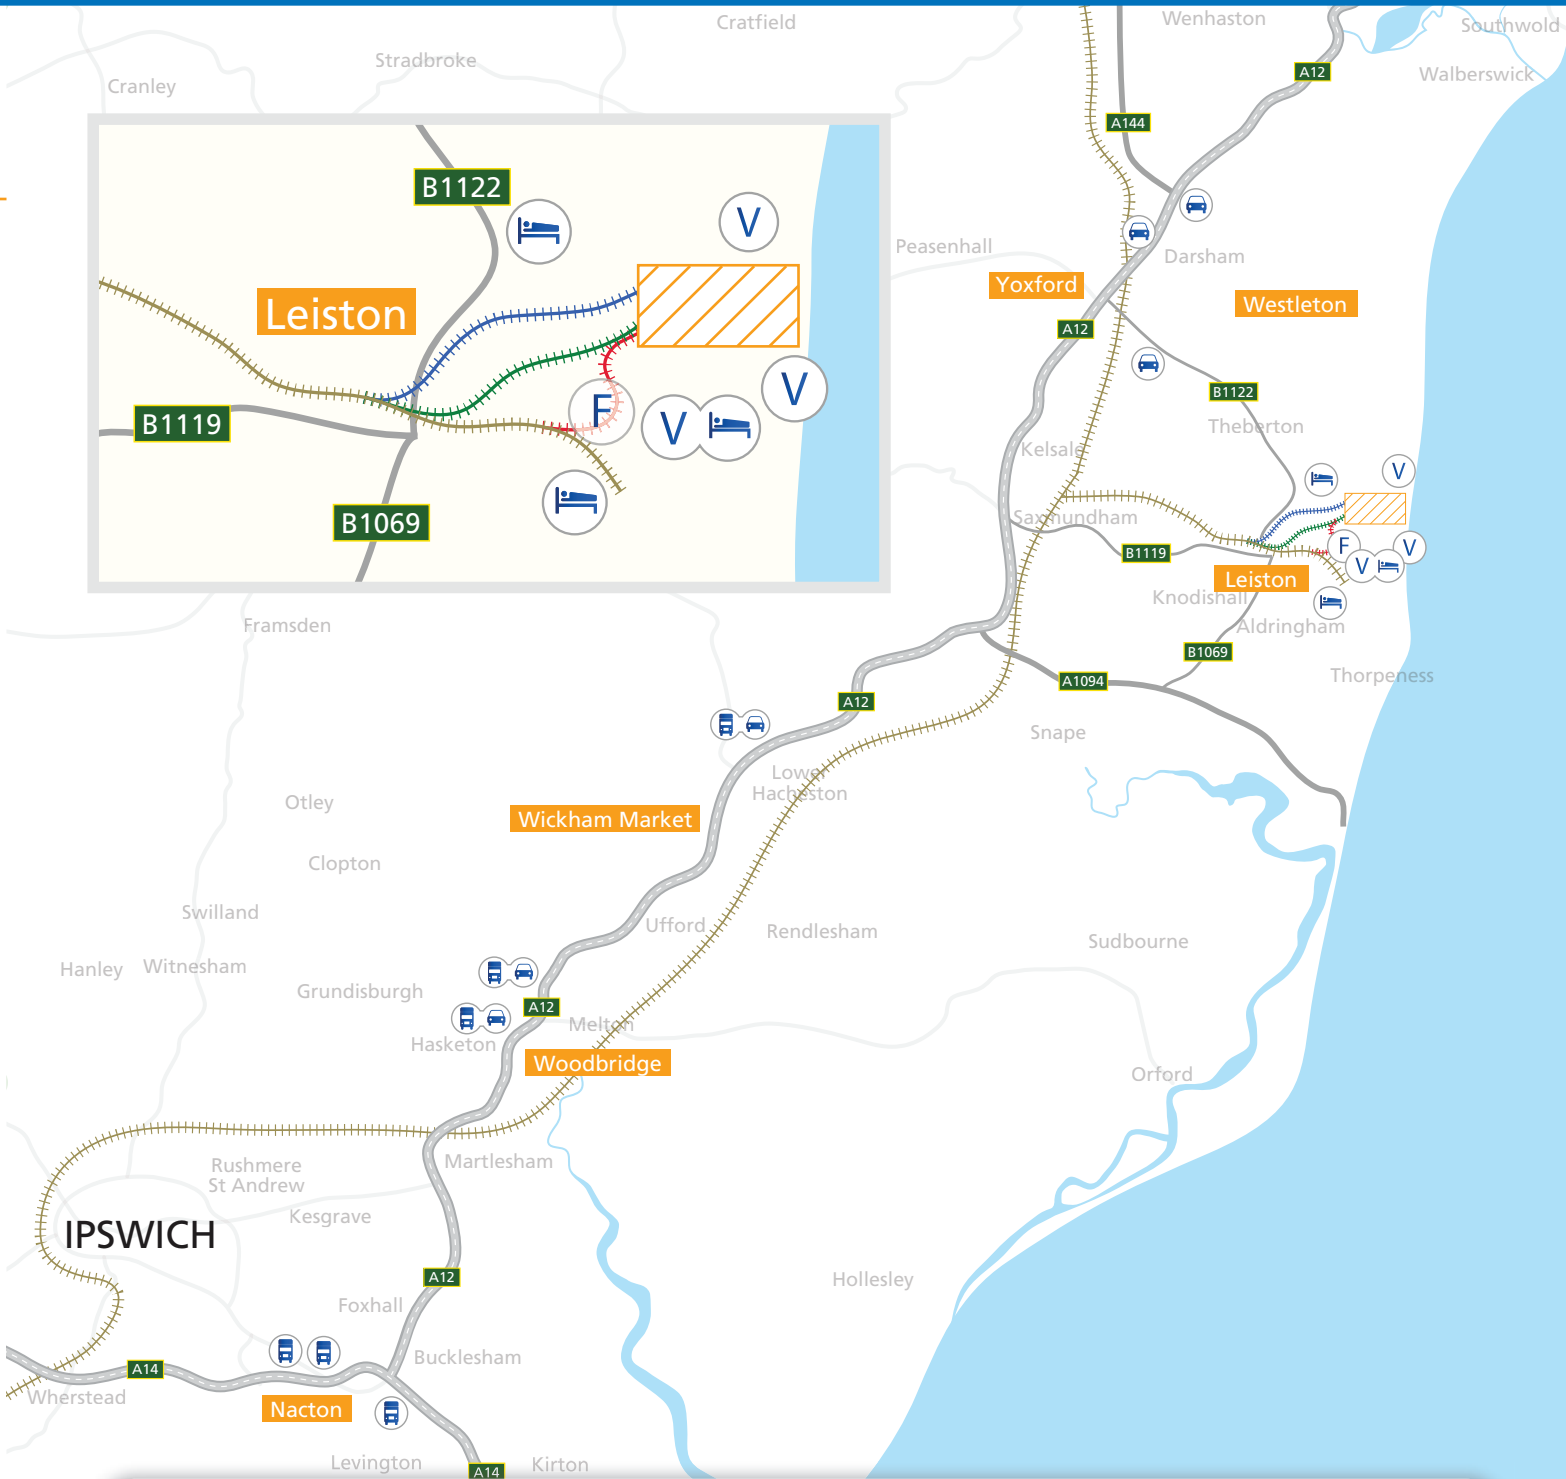 Cratfield
Wenhaston
Southwold
Stradbroke
A12
Walberswick
Cranley
A144
B1122
V
Peasenhall
Darsham
Yoxford
Westleton
Leiston
A12
B1122
V
F
V
B1119
Theberton
Kelsale
V
Saxmundham
B1069
F
V
B1119
V
Leiston
Knodishall
Framsden
Aldringham
B1069
Thorpeness
A1094
A12
Snape
Lower
Hacheston
Otley
Wickham Market
Clopton
Swilland
Ufford
Rendlesham
Sudbourne
Hanley
Witnesham
Grundisburgh
A12
Melton
Hasketon
Woodbridge
Orford
Martlesham
Rushmere
St Andrew
Kesgrave
IPSWICH
A12
Hollesley
Foxhall
Bucklesham
A14
Wherstead
Nacton
Levington
Kirton
A14